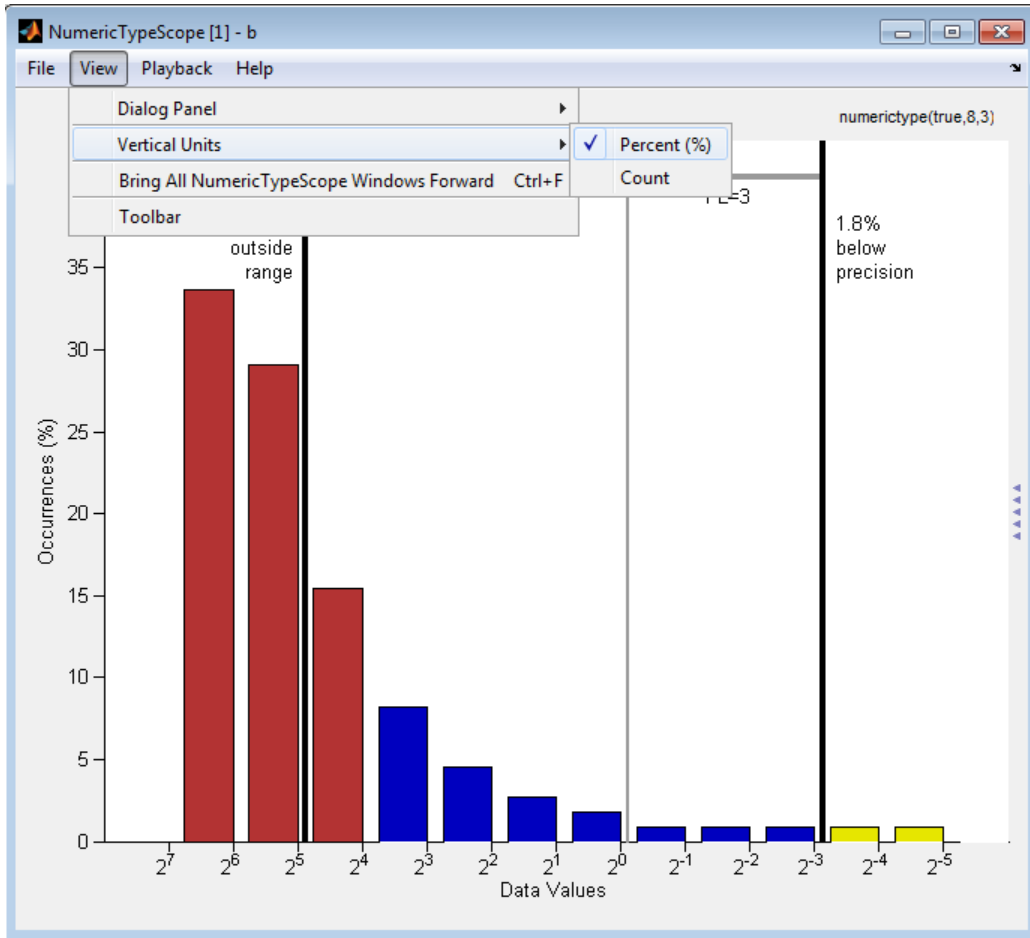 NumericTypeScope [1] - b
File View Playback Help
Dialog Panel
Vertical Units
Bring All NumericTypeScope Windows Forward Ctrl+F
Toolbar
Percent (%)
Count
numerictype(true,8,3)
outside
range
=3
1.8%
below
precision
35
30
25
20
15
10
5
0
Occurrences (%)
2^7 2^6 2^5 2^4 2^3 2^2 2^1 2^0 2^-1 2^-2 2^-3 2^-4 2^-5
Data Values